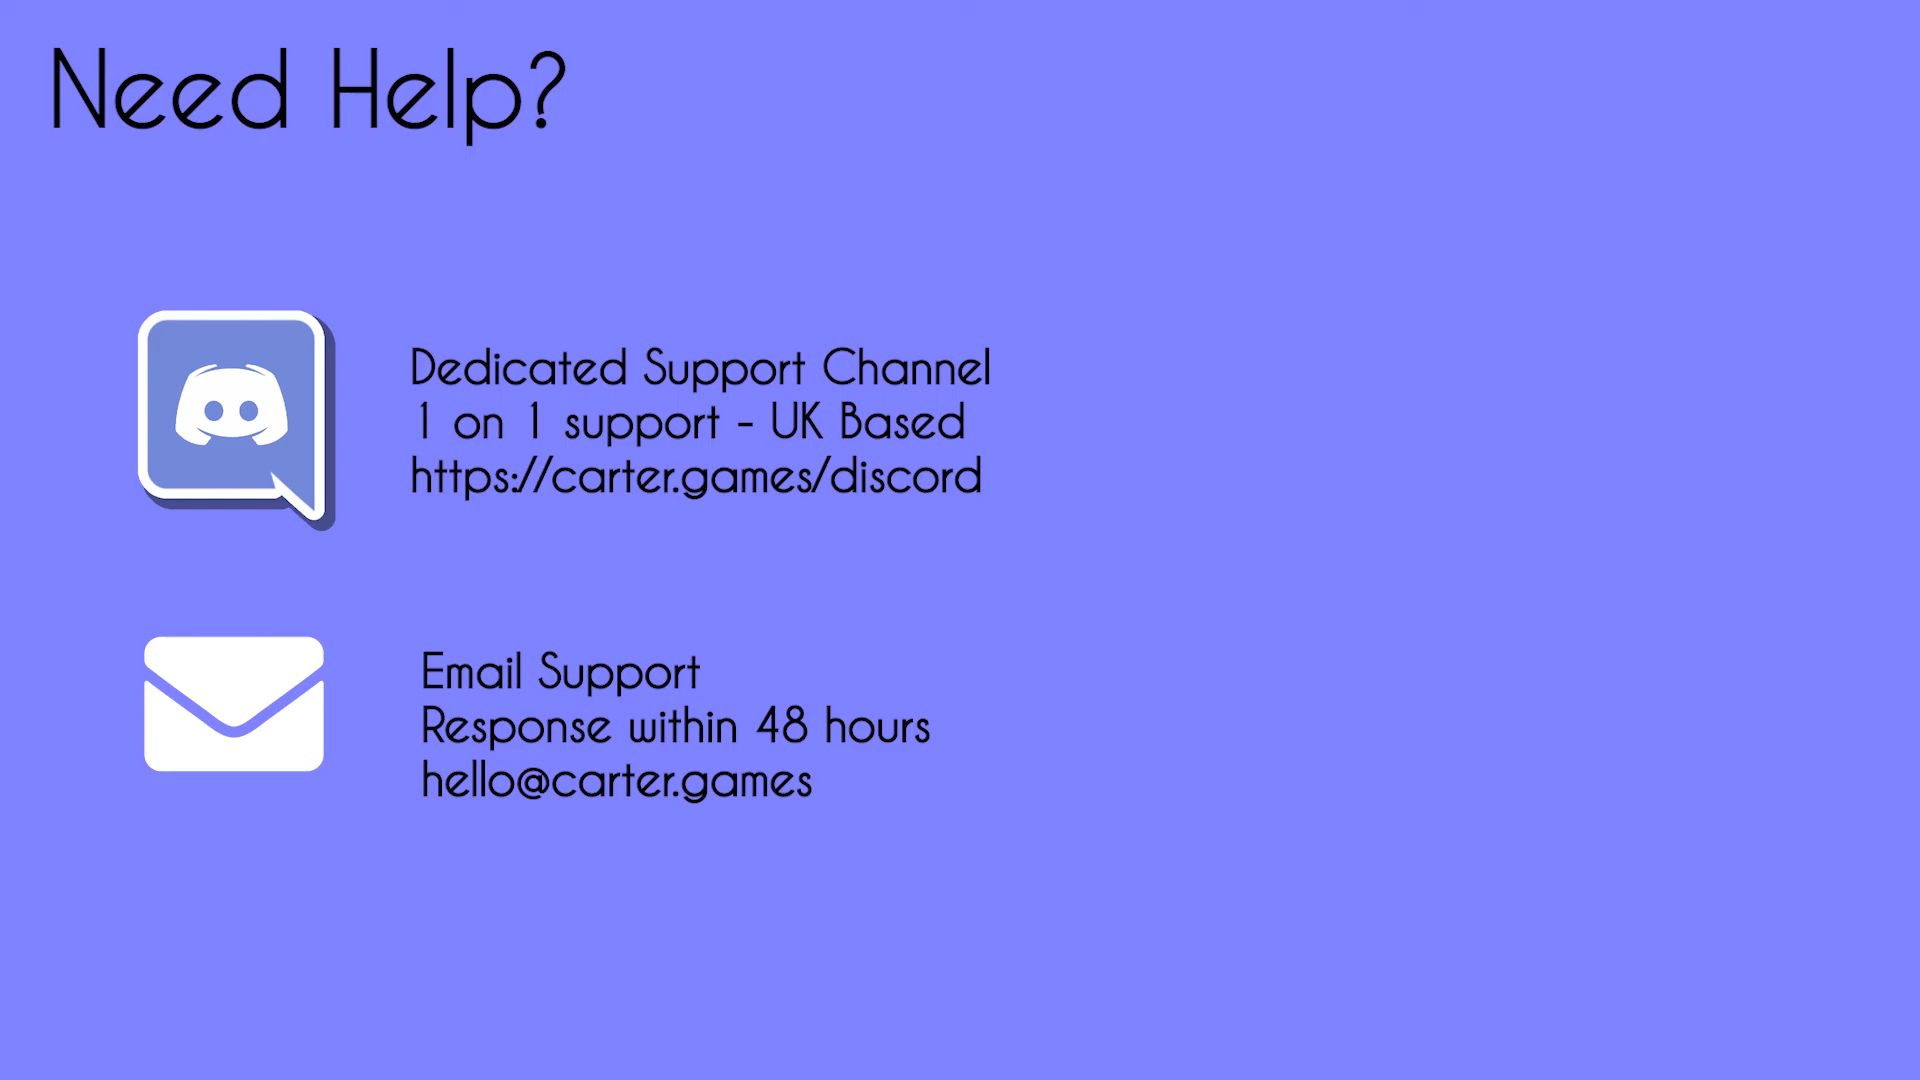 Need Help?
Dedicated Support Channel
1 on 1 support - UK Based
https://carter.games/discord
Email Support
Response within 48 hours
hello@carter.games